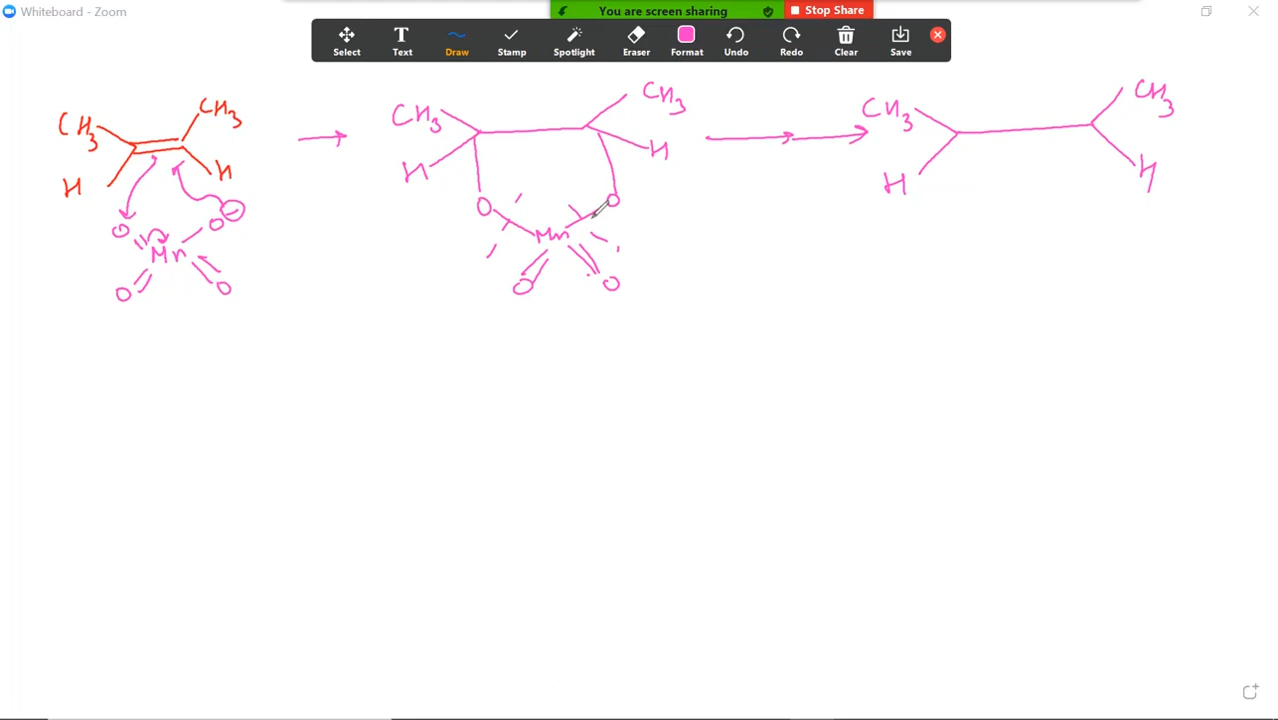 Whiteboard - Zoom
You are screen sharing
Stop Share
Select Text Draw Stamp Spotlight Eraser Format Undo Redo Clear Save
CH3 CH3 CH3 CH3 CH3 CH3
H H H H H H
O O ⊖ O O
Mn Mn
O O O O